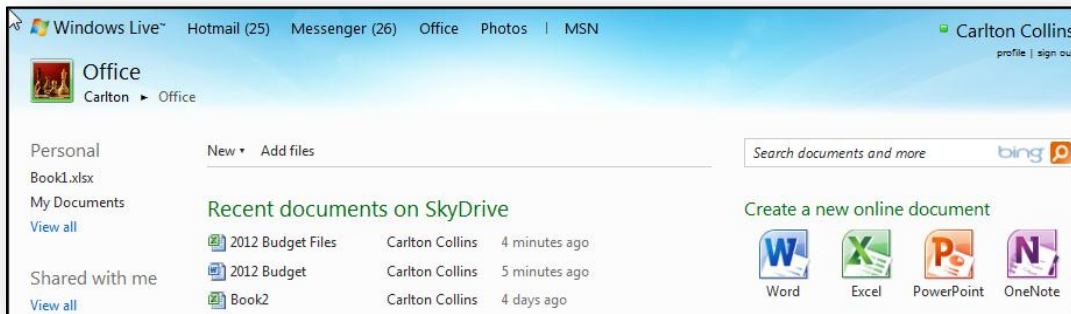 Windows Live™ Hotmail (25) Messenger (26) Office Photos | MSN
Carlton Collins
profile | sign ou
Office
Carlton ► Office
Personal
Book1.xlsx
My Documents
View all
Shared with me
View all
New ▾ Add files
Recent documents on SkyDrive
2012 Budget Files Carlton Collins 4 minutes ago
2012 Budget Carlton Collins 5 minutes ago
Book2 Carlton Collins 4 days ago
Search documents and more bing
Create a new online document
Word Excel PowerPoint OneNote